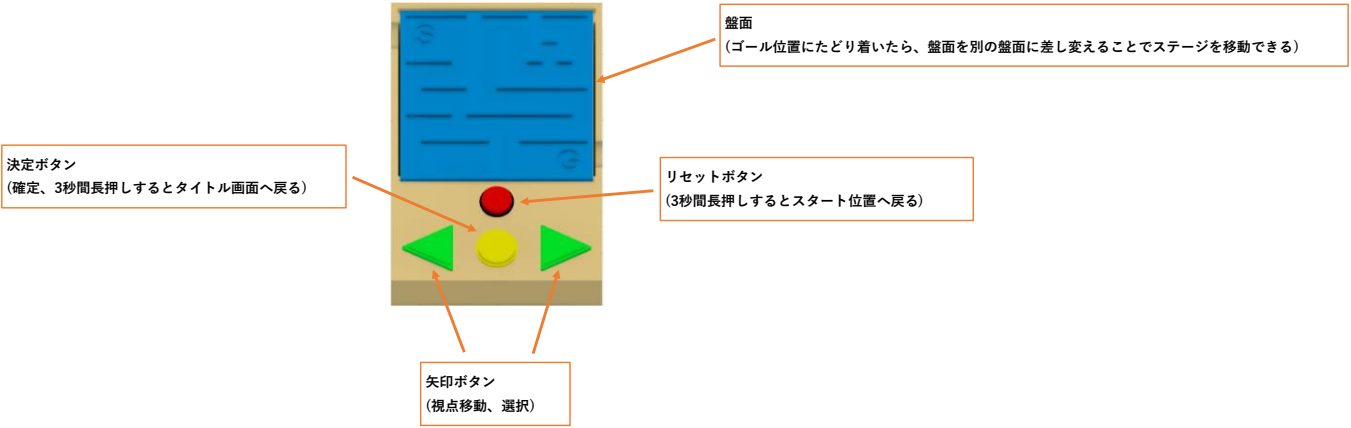 盤面
(ゴール位置にたどり着いたら、盤面を別の盤面に差し変えることでステージを移動できる)
S
決定ボタン
(確定、3秒間長押しするとタイトル画面へ戻る)
G
リセットボタン
(3秒間長押しするとスタート位置へ戻る)
矢印ボタン
(視点移動、選択)